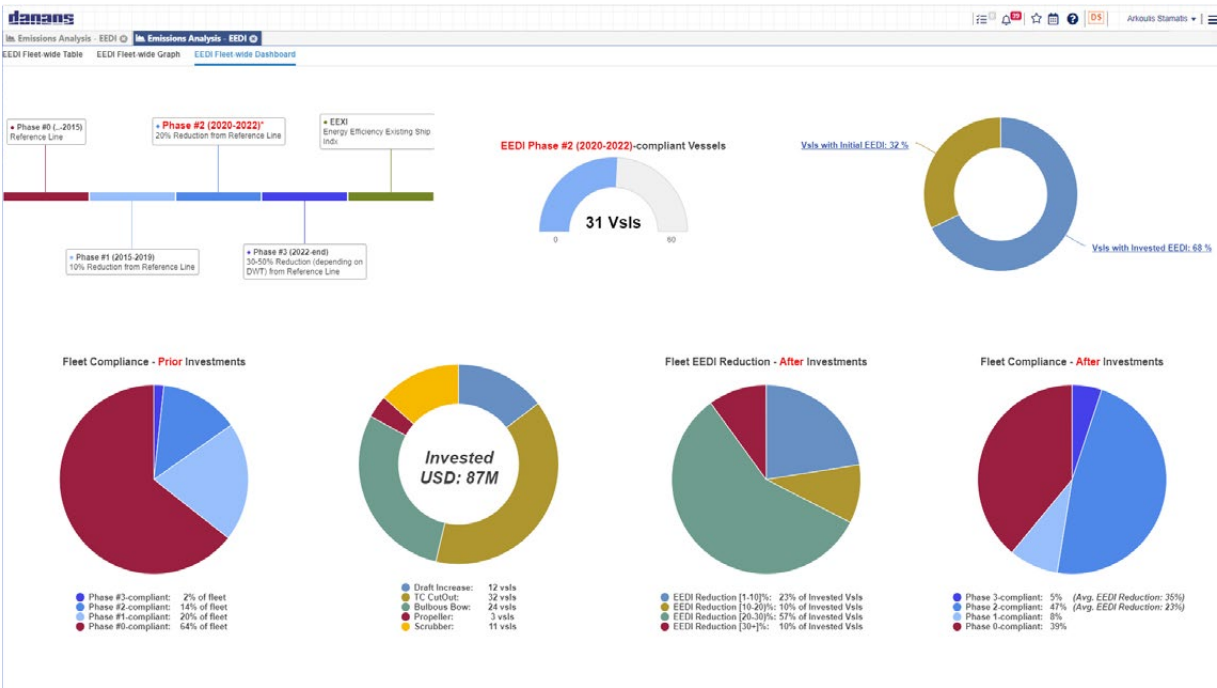 danaos
39
DS
Arkoulis Stamatis
Emissions Analysis - EEDI
Emissions Analysis - EEDI
EEDI Fleet-wide Table
EEDI Fleet-wide Graph
EEDI Fleet-wide Dashboard
Phase #0 (..-2015)
Reference Line
Phase #2 (2020-2022)*
20% Reduction from Reference Line
EEXI
Energy Efficiency Existing Ship
Indx
Phase #1 (2015-2019)
10% Reduction from Reference Line
Phase #3 (2022-end)
30-50% Reduction (depending on
DWT) from Reference Line
EEDI Phase #2 (2020-2022)-compliant Vessels
31 Vsls
0
60
Vsls with Initial EEDI: 32 %
Vsls with Invested EEDI: 68 %
Fleet Compliance - Prior Investments
Phase #3-compliant: 2% of fleet
Phase #2-compliant: 14% of fleet
Phase #1-compliant: 20% of fleet
Phase #0-compliant: 64% of fleet
Invested
USD: 87M
Draft Increase: 12 vsls
TC CutOut: 32 vsls
Bulbous Bow: 24 vsls
Propeller: 3 vsls
Scrubber: 11 vsls
Fleet EEDI Reduction - After Investments
EEDI Reduction [1-10]%: 23% of Invested Vsls
EEDI Reduction [10-20)%: 10% of Invested Vsls
EEDI Reduction [20-30)%: 57% of Invested Vsls
EEDI Reduction [30+]%: 10% of Invested Vsls
Fleet Compliance - After Investments
Phase 3-compliant: 5% (Avg. EEDI Reduction: 35%)
Phase 2-compliant: 47% (Avg. EEDI Reduction: 23%)
Phase 1-compliant: 8%
Phase 0-compliant: 39%